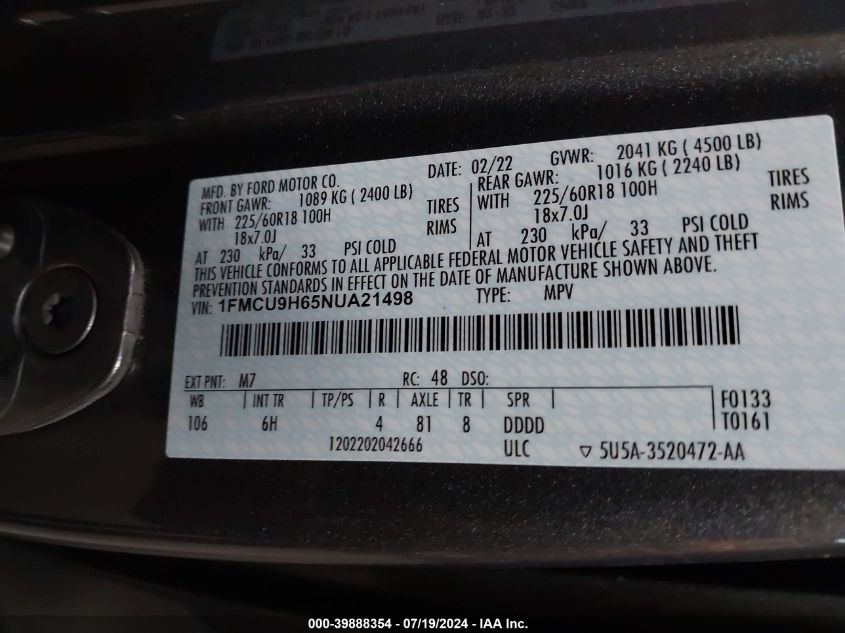 MFD. BY FORD MOTOR CO. DATE: 02/22 GVWR: 2041 KG ( 4500 LB)
FRONT GAWR: 1089 KG ( 2400 LB) REAR GAWR: 1016 KG ( 2240 LB)
WITH 225/60R18 100H TIRES WITH 225/60R18 100H TIRES
18x7.0J RIMS 18x7.0J RIMS
AT 230 kPa/ 33 PSI COLD AT 230 kPa/ 33 PSI COLD
THIS VEHICLE CONFORMS TO ALL APPLICABLE FEDERAL MOTOR VEHICLE SAFETY AND THEFT
PREVENTION STANDARDS IN EFFECT ON THE DATE OF MANUFACTURE SHOWN ABOVE.
VIN: 1FMCU9H65NUA21498 TYPE: MPV
EXT PNT: M7 RC: 48 DSO:
WB INT TR TP/PS R AXLE TR SPR F0133
106 6H 4 81 8 DDDD T0161
1202202042666 ULC ▽ 5U5A-3520472-AA
000-39888354 / 07/19/2024 - IAA Inc.